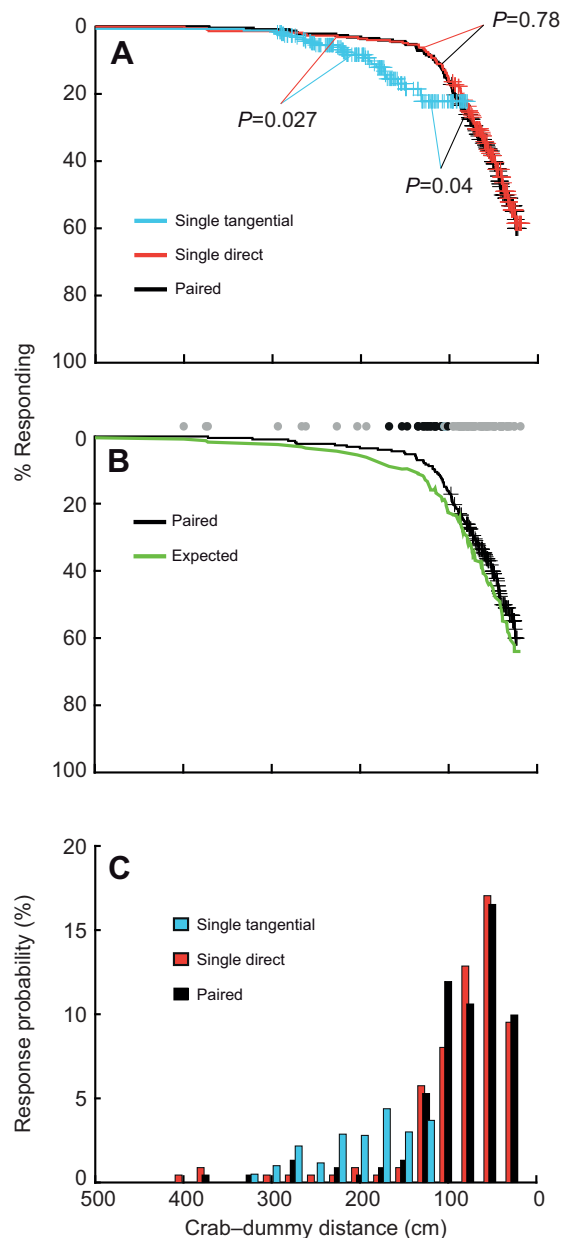 A
0
20
40
60
80
100
P=0.78
P=0.027
P=0.04
Single tangential
Single direct
Paired
% Responding
B
0
20
40
60
80
100
Paired
Expected
C
20
15
10
5
0
Response probability (%)
Single tangential
Single direct
Paired
500 400 300 200 100 0
Crab–dummy distance (cm)